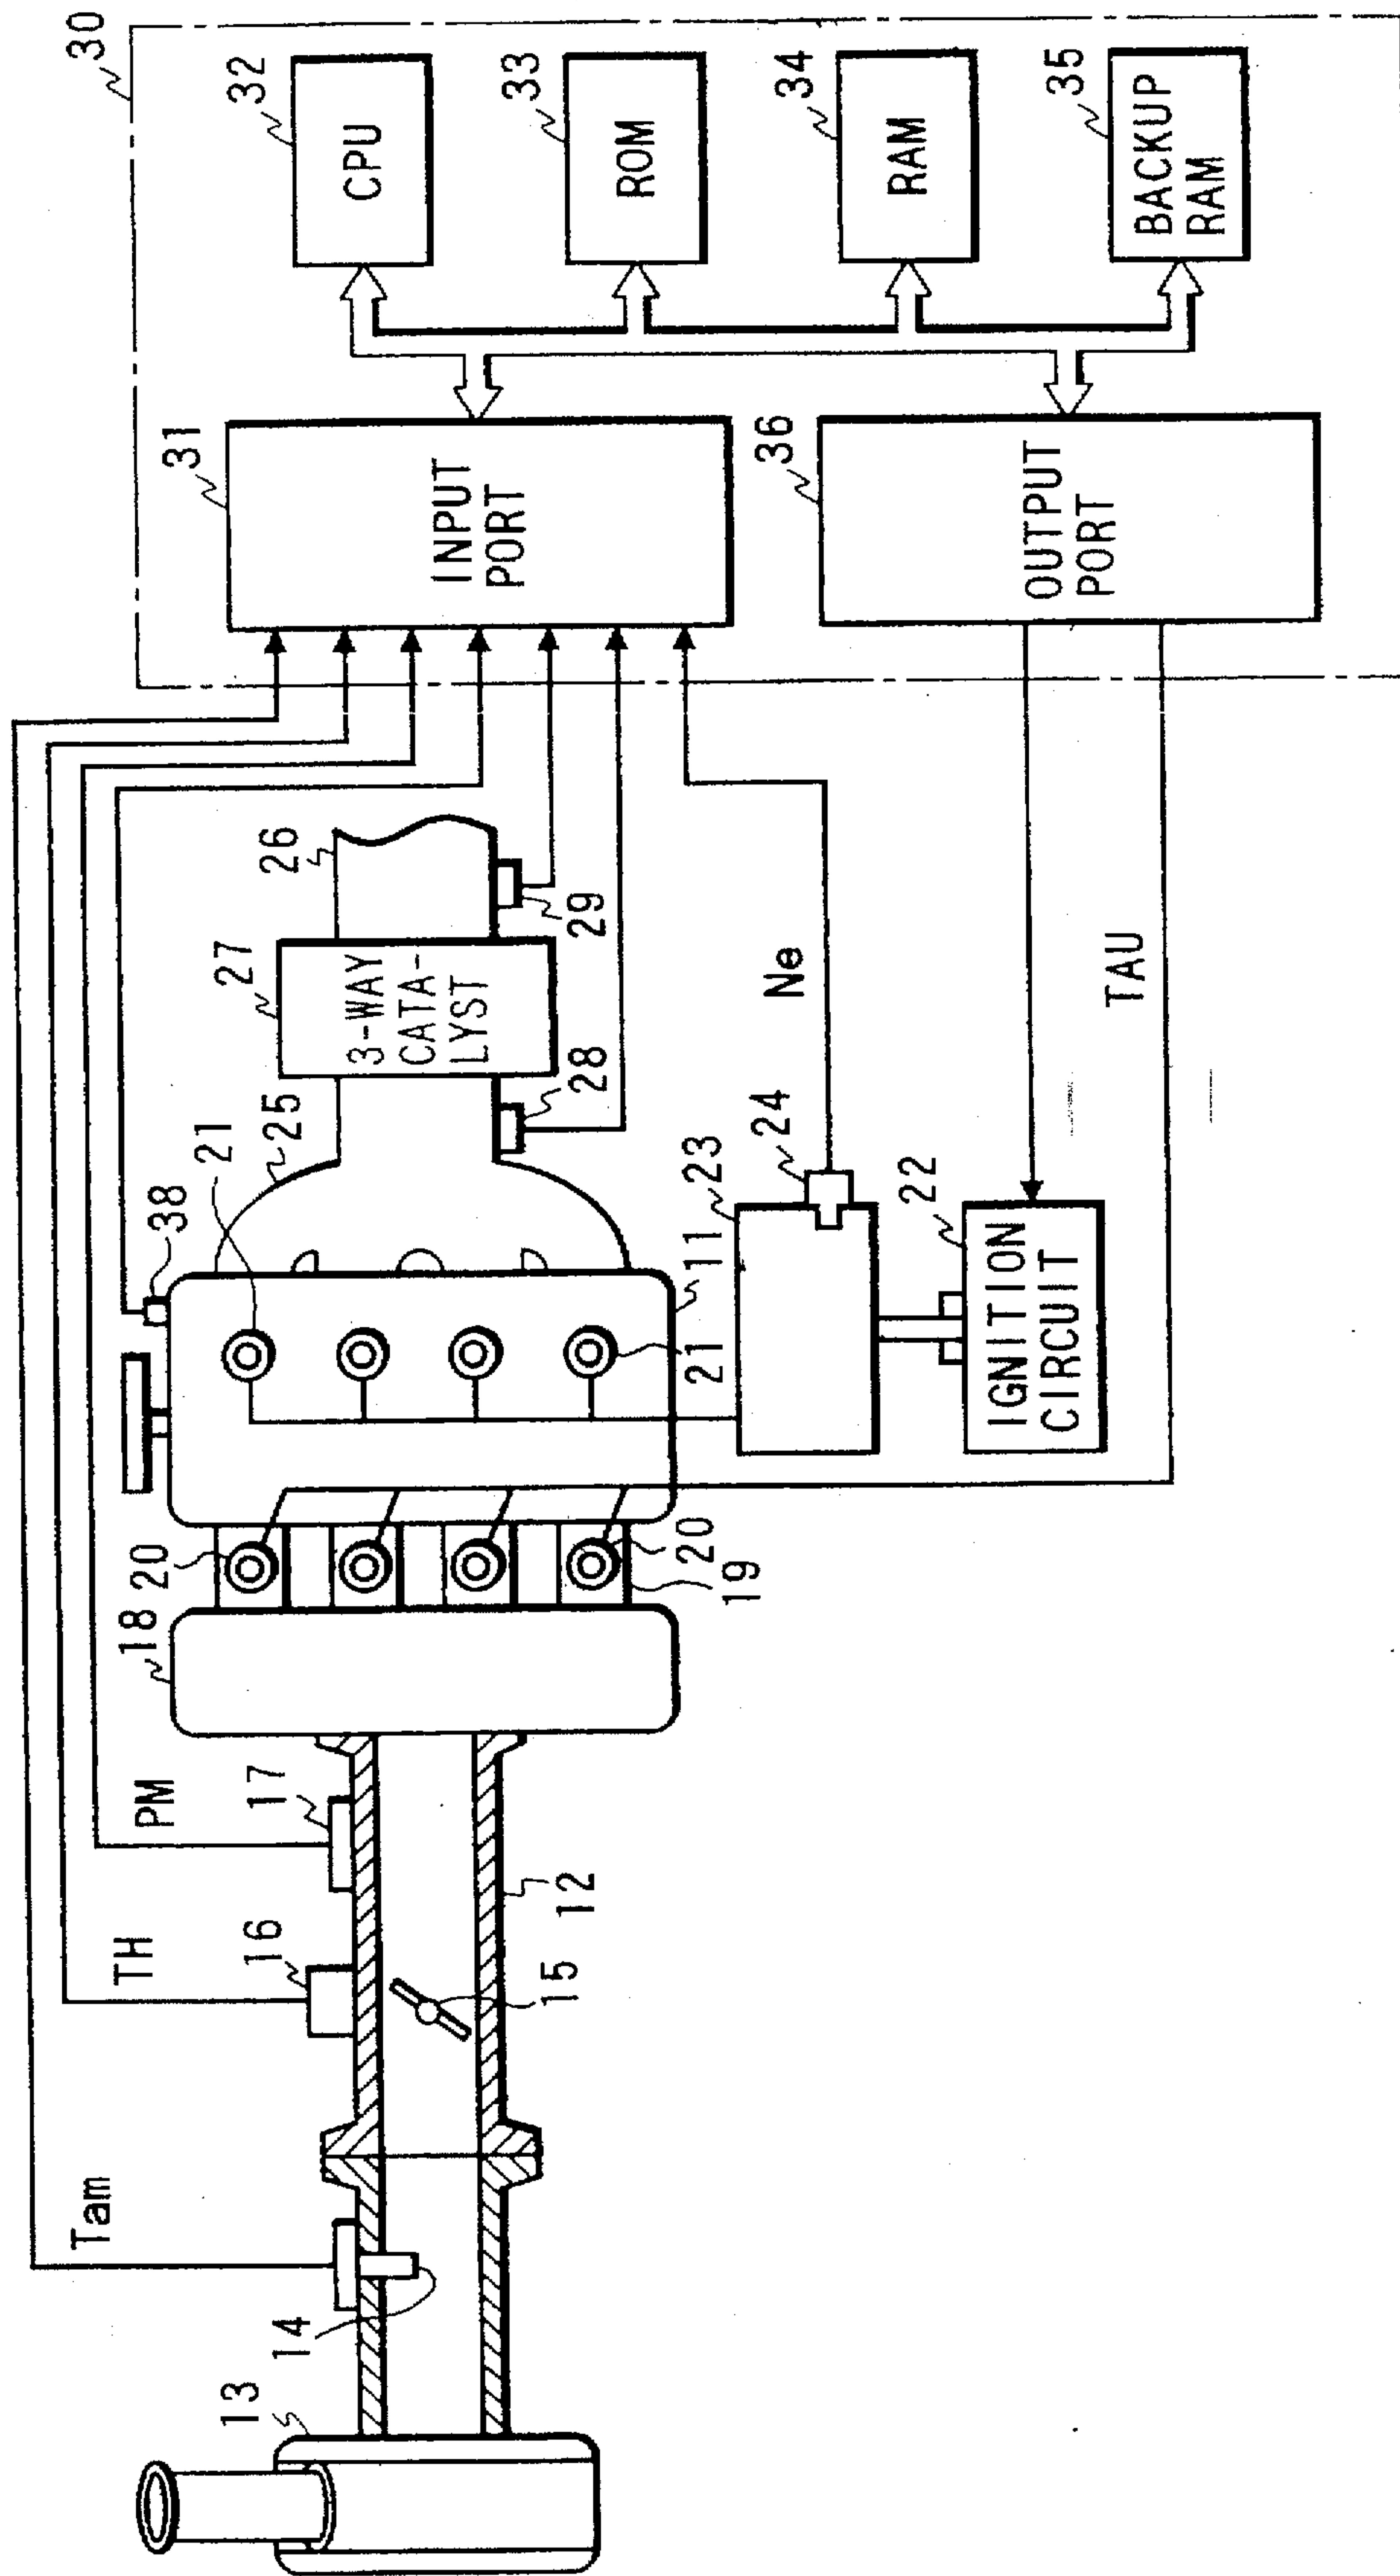 30
32
CPU
33
ROM
34
RAM
35
BACKUP
RAM
31
INPUT
PORT
36
OUTPUT
PORT
Tam
TH
PM
13
14
16
15
17
12
18
20
20
19
38
21
21
11
25
27
3-WAY
CATA-
LYST
26
28
29
23
24
Ne
22
IGNITION
CIRCUIT
TAU